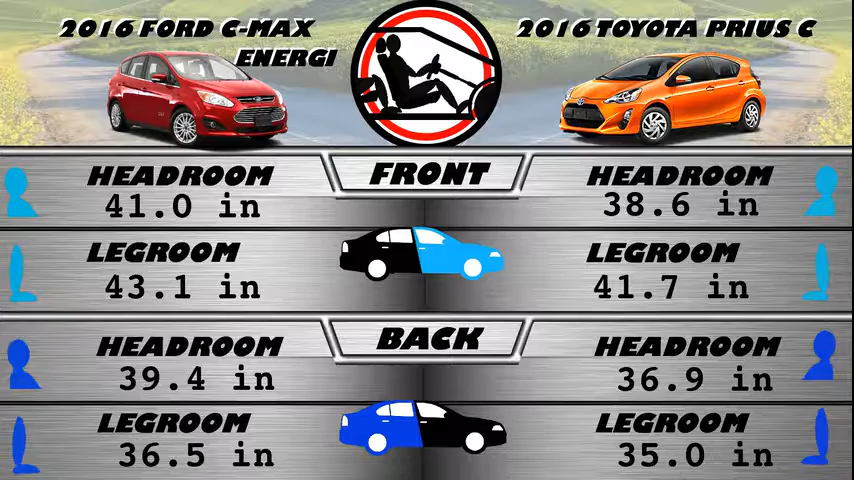 2016 FORD C-MAX
ENERGI
2016 TOYOTA PRIUS C
FRONT
HEADROOM
41.0 in
HEADROOM
38.6 in
LEGROOM
43.1 in
LEGROOM
41.7 in
BACK
HEADROOM
39.4 in
HEADROOM
36.9 in
LEGROOM
36.5 in
LEGROOM
35.0 in